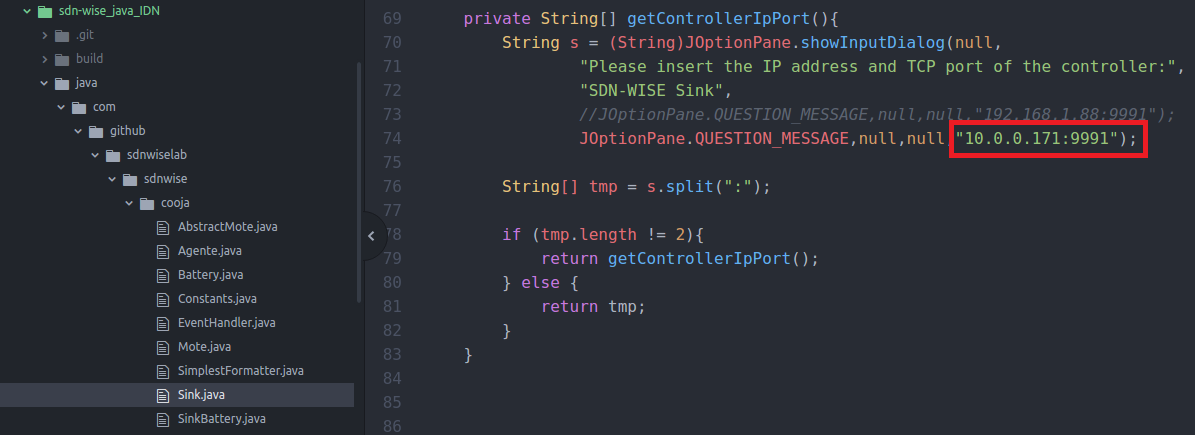 sdn-wise_java_IDN
.git
build
java
com
github
sdnwiselab
sdnwise
cooja
AbstractMote.java
Agente.java
Battery.java
Constants.java
EventHandler.java
Mote.java
SimplestFormatter.java
Sink.java
SinkBattery.java
69 private String[] getControllerIpPort(){
70 String s = (String)JOptionPane.showInputDialog(null,
71 "Please insert the IP address and TCP port of the controller:",
72 "SDN-WISE Sink",
73 //JOptionPane.QUESTION_MESSAGE,null,null,"192.168.1.88:9991");
74 JOptionPane.QUESTION_MESSAGE,null,null,"10.0.0.171:9991");
75
76 String[] tmp = s.split(":");
77
78 if (tmp.length != 2){
79 return getControllerIpPort();
80 } else {
81 return tmp;
82 }
83 }
84
85
86